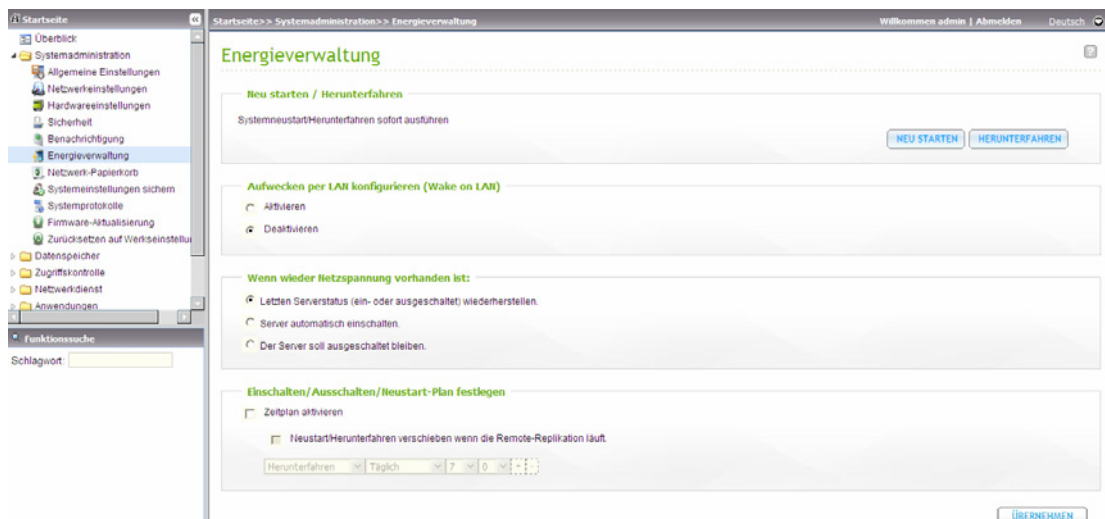 Startseite
Startseite>> Systemadministration>> Energieverwaltung
Willkommen admin | Abmelden
Deutsch
Überblick
Systemadministration
Allgemeine Einstellungen
Netzwerkeinstellungen
Hardwareeinstellungen
Sicherheit
Benachrichtigung
Energieverwaltung
Netzwerk-Papierkorb
Systemeinstellungen sichern
Systemprotokolle
Firmware-Aktualisierung
Zurücksetzen auf Werkseinstellu
Datenspeicher
Zugriffskontrolle
Netzwerkdienst
Anwendungen
Funktionssuche
Schlagwort:
Energieverwaltung
Neu starten / Herunterfahren
Systemneustart/Herunterfahren sofort ausführen
NEU STARTEN
HERUNTERFAHREN
Aufwecken per LAN konfigurieren (Wake on LAN)
Aktivieren
Deaktivieren
Wenn wieder Netzspannung vorhanden ist:
Letzten Serverstatus (ein- oder ausgeschaltet) wiederherstellen.
Server automatisch einschalten.
Der Server soll ausgeschaltet bleiben.
Einschalten/Ausschalten/Neustart-Plan festlegen
Zeitplan aktivieren
Neustart/Herunterfahren verschieben wenn die Remote-Replikation läuft.
Herunterfahren Täglich 7 0 + -
ÜBERNEHMEN